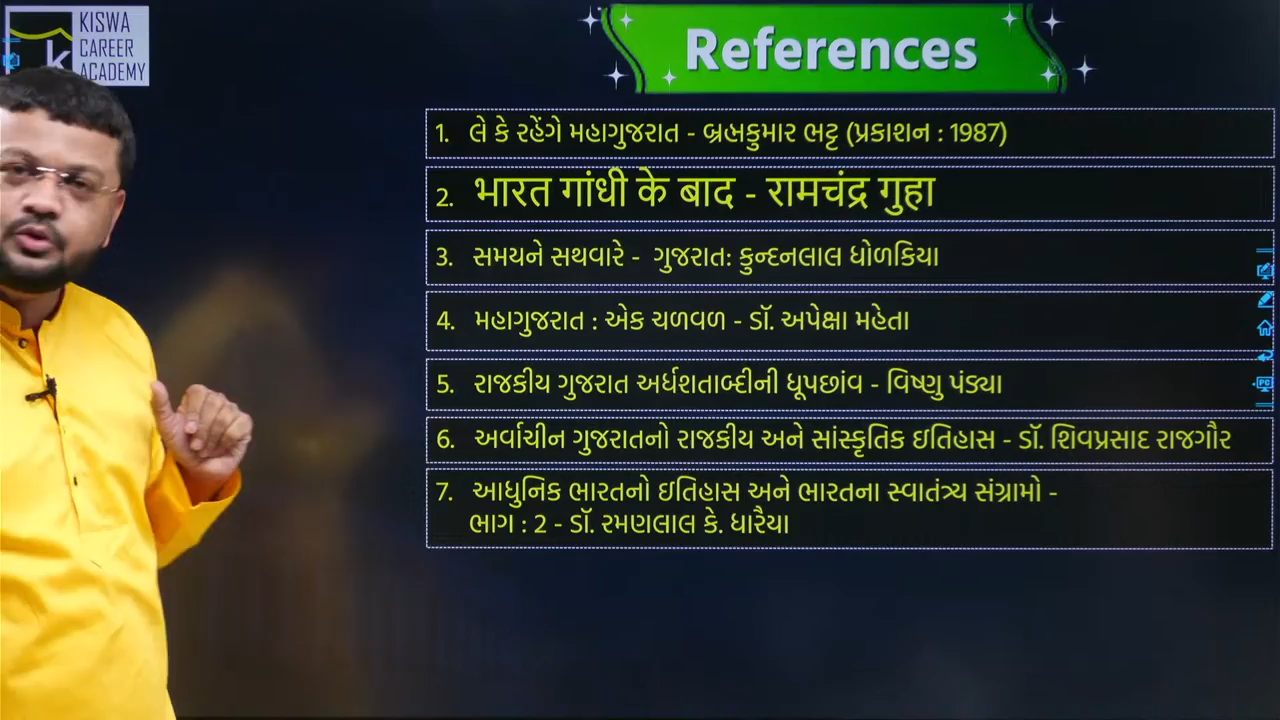 KISWA
CAREER
ACADEMY
k
References
1. લે કે રહેંગે મહાગુજરાત - બ્રહ્મકુમાર ભટ્ટ (પ્રકાશન : 1987)
2. भारत गांधी के बाद - रामचंद्र गुहा
3. સમયને સથવારે - ગુજરાત: કુન્દનલાલ ધોળકિયા
4. મહાગુજરાત : એક ચળવળ - ડૉ. અપેક્ષા મહેતા
5. રાજકીય ગુજરાત અર્ધશતાબ્દીની ધૂપછાંવ - વિષ્ણુ પંડ્યા
6. અર્વાચીન ગુજરાતનો રાજકીય અને સાંસ્કૃતિક ઇતિહાસ - ડૉ. શિવપ્રસાદ રાજગૌર
7. આધુનિક ભારતનો ઇતિહાસ અને ભારતના સ્વાતંત્ર્ય સંગ્રામો -
ભાગ : 2 - ડૉ. રમણલાલ કે. ધારૈયા
PC